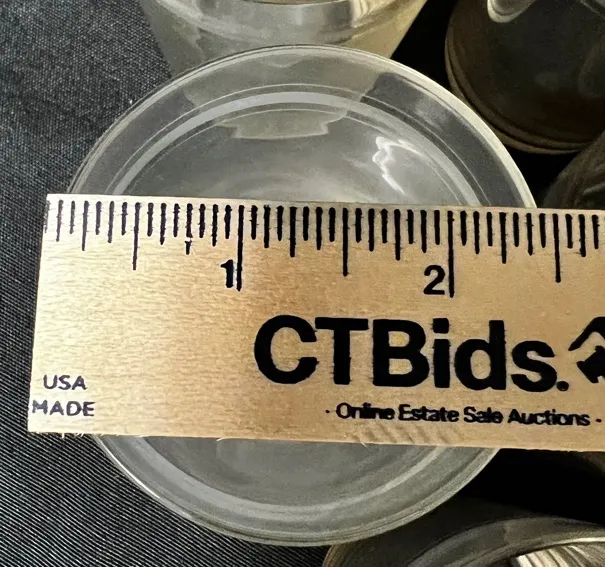 1 2
CTBids.
USA
MADE
· Online Estate Sale Auctions ·